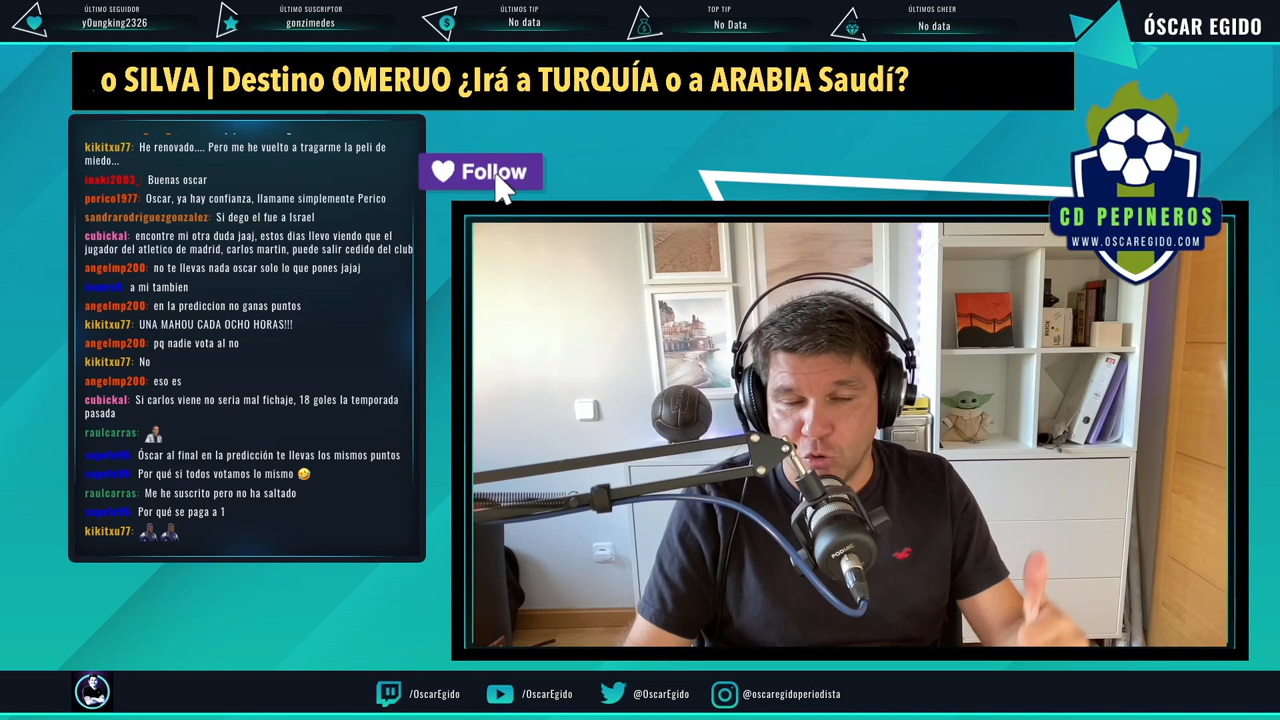 ÚLTIMO SEGUIDOR
y0ungking2326
ÚLTIMO SUSCRIPTOR
gonzimedes
ÚLTIMOS TIP
No data
TOP TIP
No Data
ÚLTIMOS CHEER
No data
ÓSCAR EGIDO
o SILVA | Destino OMERUO ¿Irá a TURQUÍA o a ARABIA Saudí?
kikitxu77: He renovado.... Pero me he vuelto a tragarme la peli de
miedo...
inaki2003_: Buenas oscar
perico1977: Oscar, ya hay confianza, llamame simplemente Perico
sandrarodriguezgonzalez: Si dego el fue a Israel
cubickal: encontre mi otra duda jaaj, estos dias llevo viendo que el
jugador del atletico de madrid, carlos martin, puede salir cedido del club
angelmp200: no te llevas nada oscar solo lo que pones jajaj
a mi tambien
angelmp200: en la prediccion no ganas puntos
kikitxu77: UNA MAHOU CADA OCHO HORAS!!!
angelmp200: pq nadie vota al no
kikitxu77: No
angelmp200: eso es
cubickal: Si carlos viene no seria mal fichaje, 18 goles la temporada
pasada
raulcarras:
Óscar al final en la predicción te llevas los mismos puntos
Por qué si todos votamos lo mismo 🤣
raulcarras: Me he suscrito pero no ha saltado
Por qué se paga a 1
kikitxu77:
Follow
CD PEPINEROS
WWW.OSCAREGIDO.COM
RODE
PODMIC
/OscarEgido
/OscarEgido
@OscarEgido
@oscaregidoperiodista